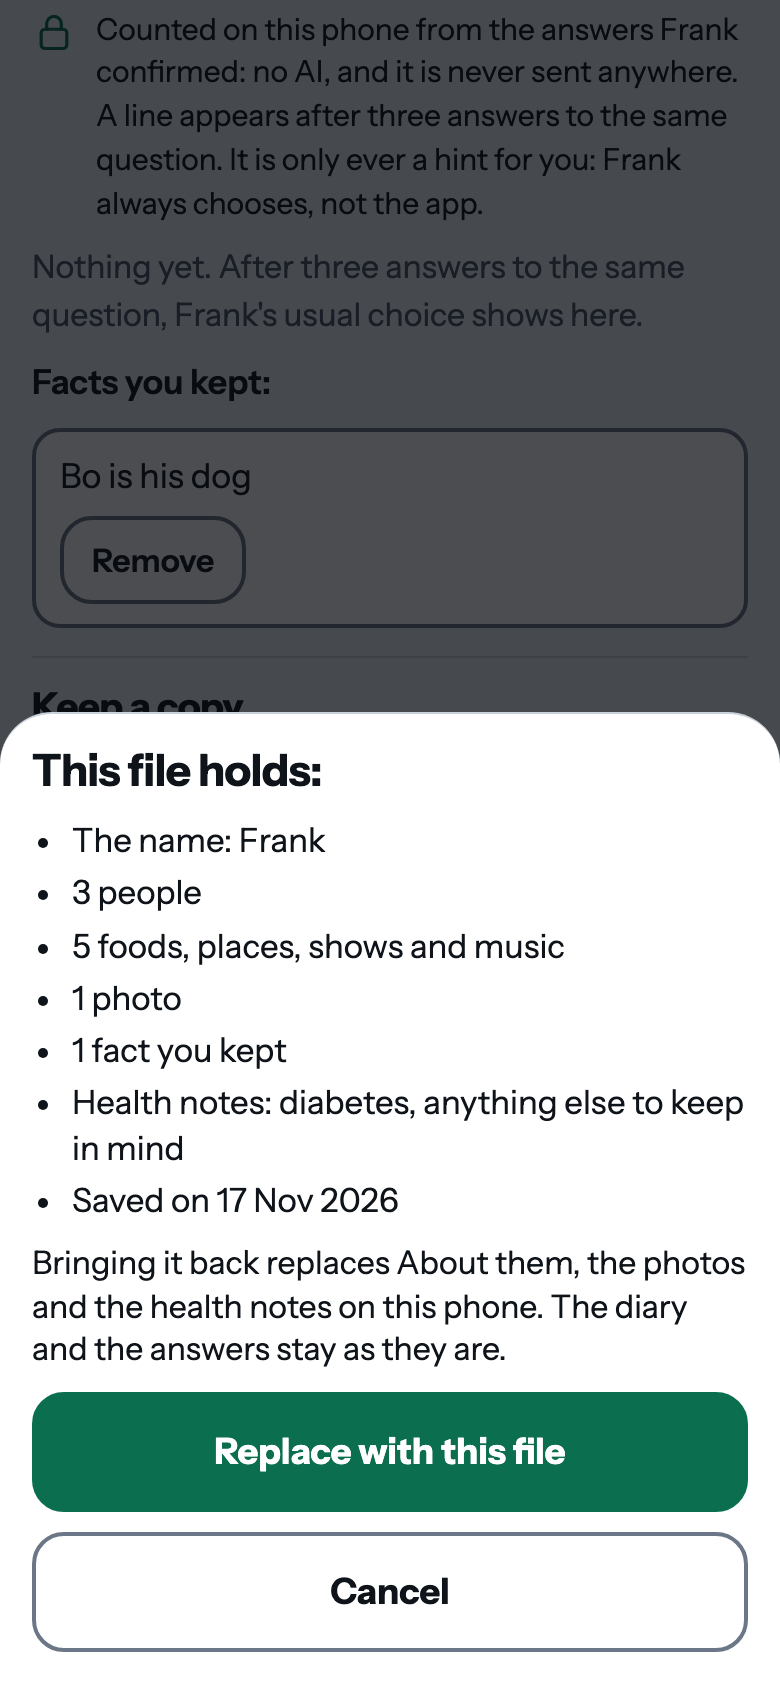 Counted on this phone from the answers Frank
confirmed: no AI, and it is never sent anywhere.
A line appears after three answers to the same
question. It is only ever a hint for you: Frank
always chooses, not the app.
Nothing yet. After three answers to the same
question, Frank's usual choice shows here.
Facts you kept:
Bo is his dog
Remove
Keep a copy
This file holds:
• The name: Frank
• 3 people
• 5 foods, places, shows and music
• 1 photo
• 1 fact you kept
• Health notes: diabetes, anything else to keep
in mind
• Saved on 17 Nov 2026
Bringing it back replaces About them, the photos
and the health notes on this phone. The diary
and the answers stay as they are.
Replace with this file
Cancel